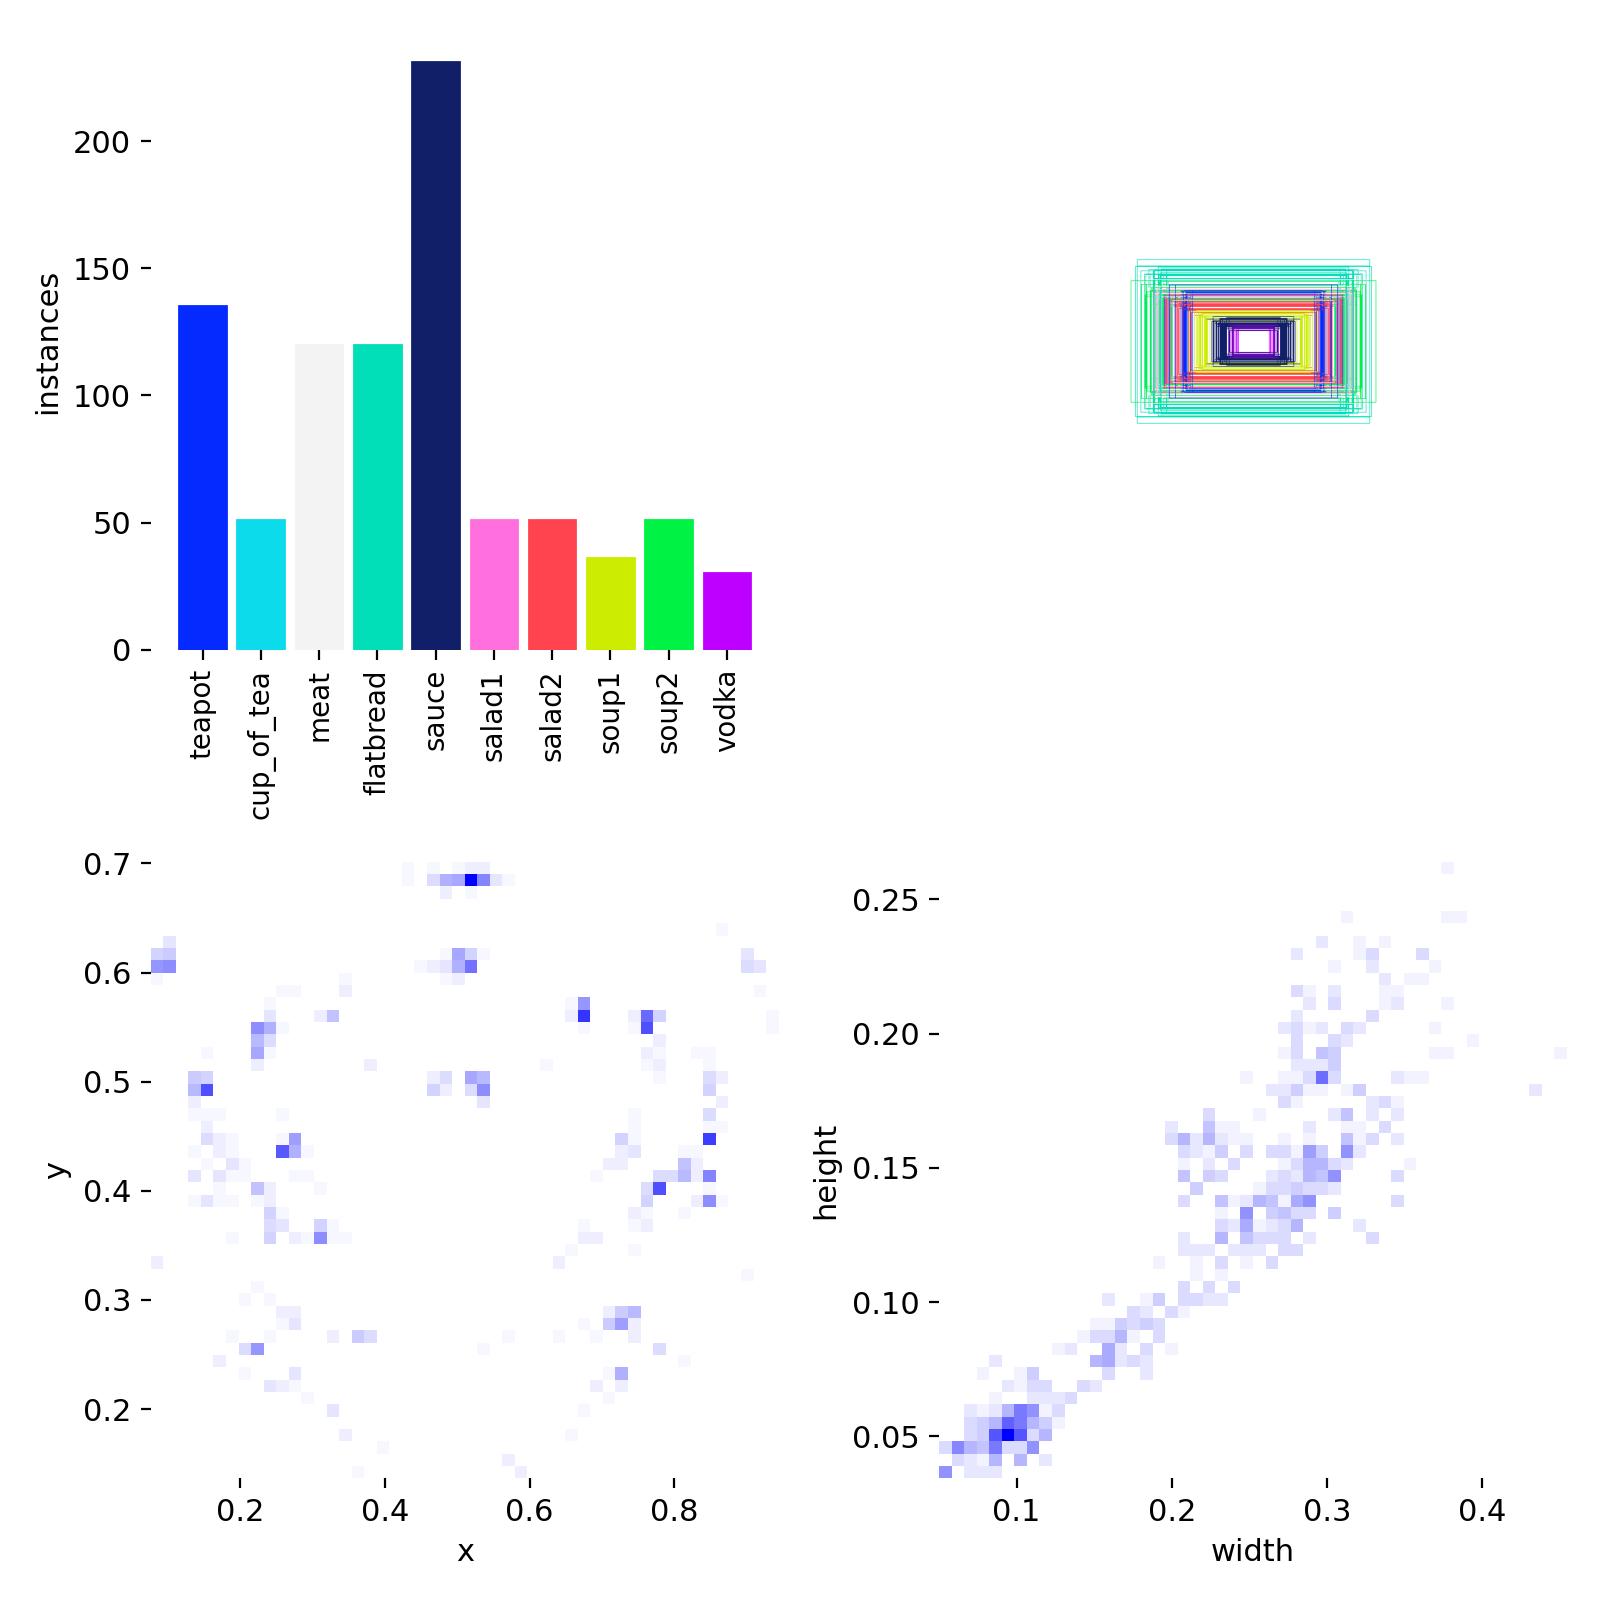 200
150
100
50
0
instances
teapot
cup_of_tea
meat
flatbread
sauce
salad1
salad2
soup1
soup2
vodka
0.7
0.6
0.5
0.4
0.3
0.2
y
0.2 0.4 0.6 0.8
x
0.25
0.20
0.15
0.10
0.05
height
0.1 0.2 0.3 0.4
width